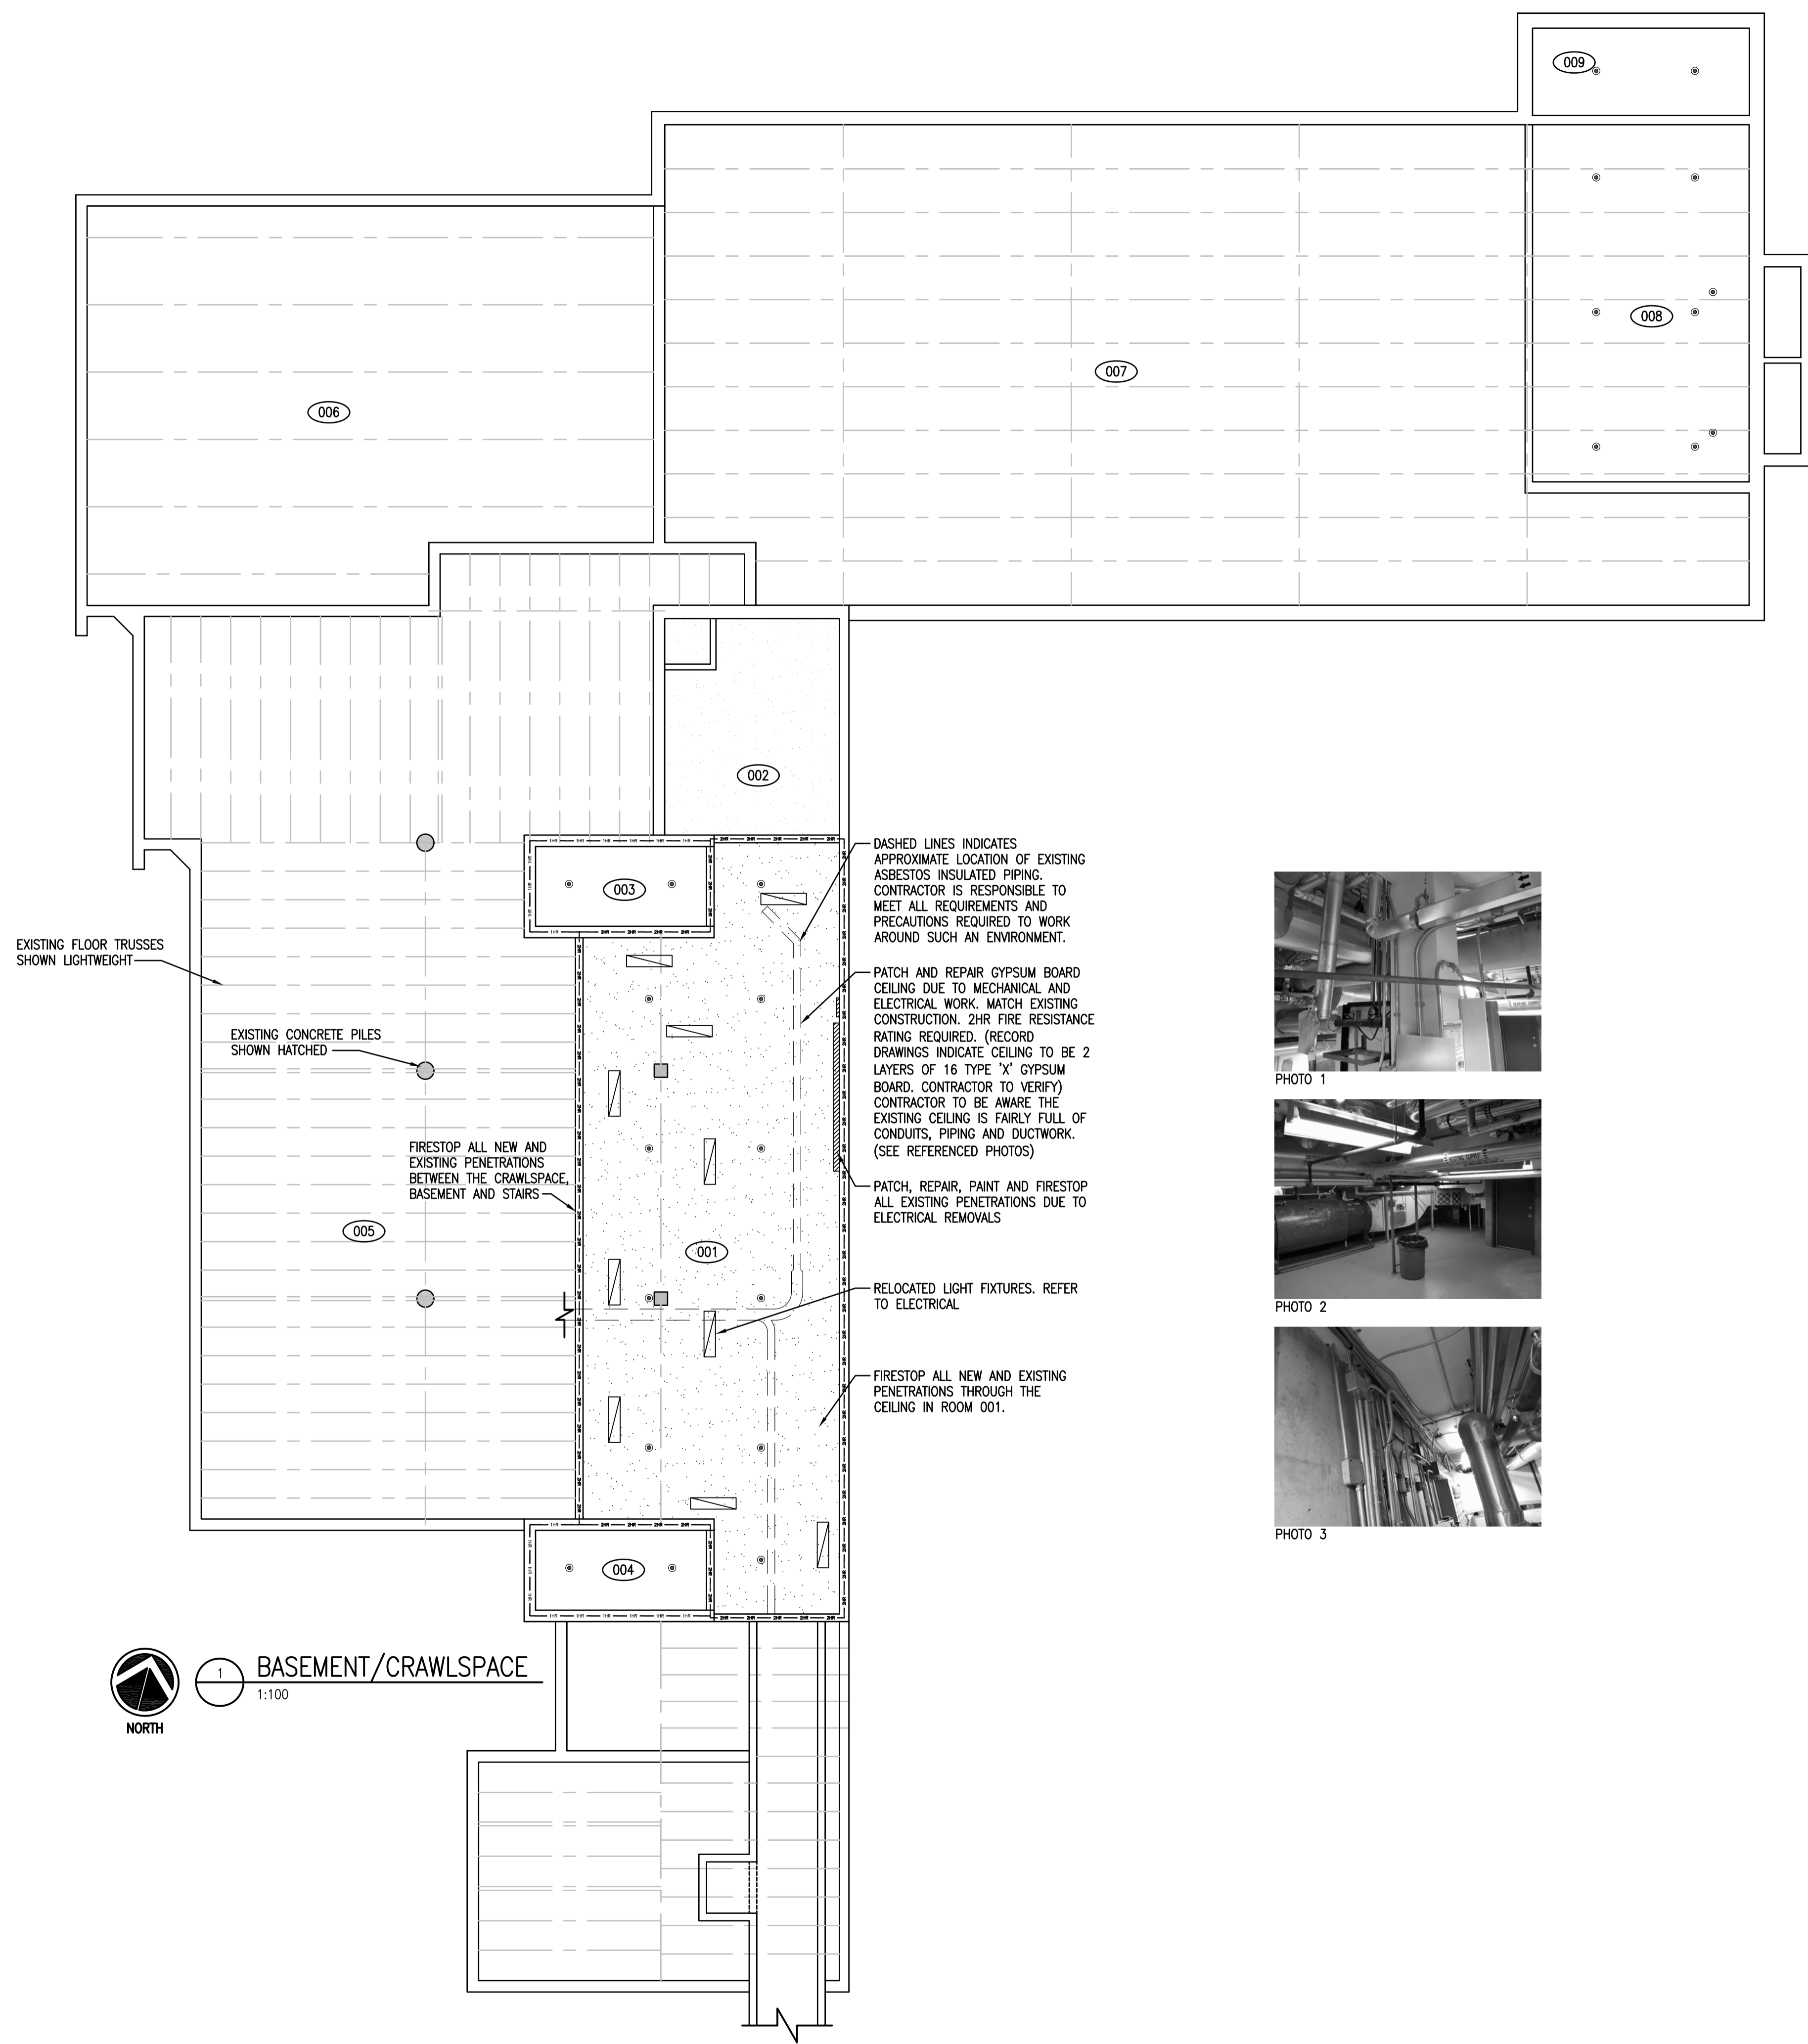 009
008
007
006
002
DASHED LINES INDICATES
APPROXIMATE LOCATION OF EXISTING
ASBESTOS INSULATED PIPING.
CONTRACTOR IS RESPONSIBLE TO
MEET ALL REQUIREMENTS AND
PRECAUTIONS REQUIRED TO WORK
AROUND SUCH AN ENVIRONMENT.
003
EXISTING FLOOR TRUSSES
SHOWN LIGHTWEIGHT
PATCH AND REPAIR GYPSUM BOARD
CEILING DUE TO MECHANICAL AND
ELECTRICAL WORK. MATCH EXISTING
CONSTRUCTION. 2HR FIRE RESISTANCE
RATING REQUIRED. (RECORD
DRAWINGS INDICATE CEILING TO BE 2
LAYERS OF 16 TYPE 'X' GYPSUM
BOARD. CONTRACTOR TO VERIFY)
CONTRACTOR TO BE AWARE THE
EXISTING CEILING IS FAIRLY FULL OF
CONDUITS, PIPING AND DUCTWORK.
(SEE REFERENCED PHOTOS)
EXISTING CONCRETE PILES
SHOWN HATCHED
PHOTO 1
FIRESTOP ALL NEW AND
EXISTING PENETRATIONS
BETWEEN THE CRAWLSPACE,
BASEMENT AND STAIRS
PATCH, REPAIR, PAINT AND FIRESTOP
ALL EXISTING PENETRATIONS DUE TO
ELECTRICAL REMOVALS
005
001
RELOCATED LIGHT FIXTURES. REFER
TO ELECTRICAL
PHOTO 2
FIRESTOP ALL NEW AND EXISTING
PENETRATIONS THROUGH THE
CEILING IN ROOM 001.
PHOTO 3
004
1
BASEMENT/CRAWLSPACE
1:100
NORTH